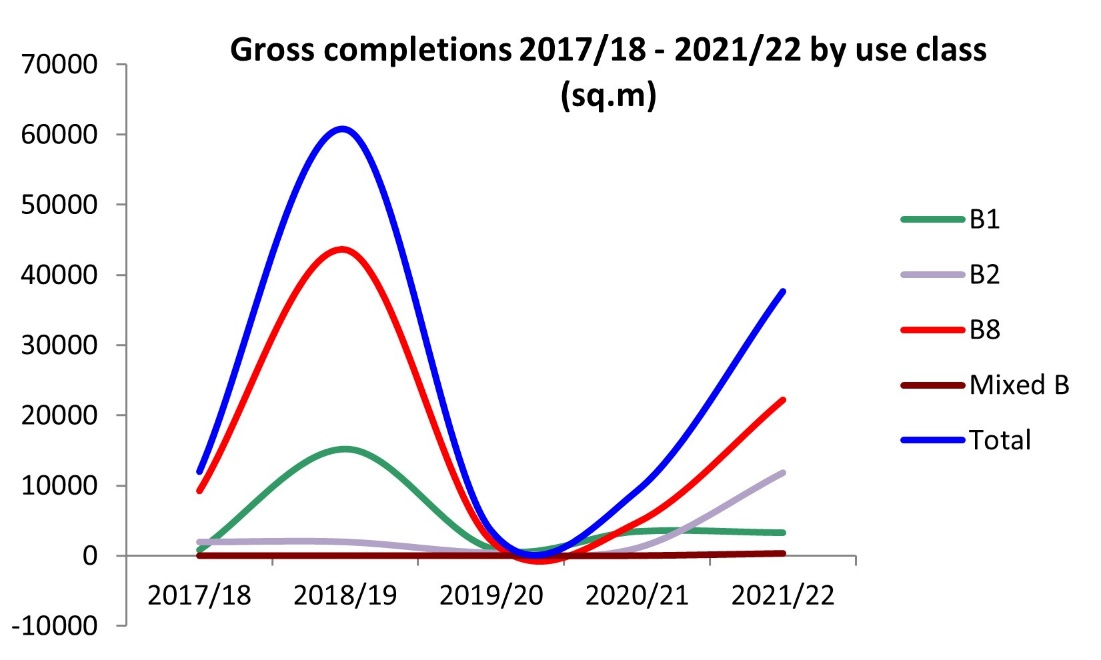 Gross completions 2017/18 - 2021/22 by use class
(sq.m)
70000
60000
50000
40000
30000
20000
10000
0
-10000
2017/18
2018/19
2019/20
2020/21
2021/22
B1
B2
B8
Mixed B
Total